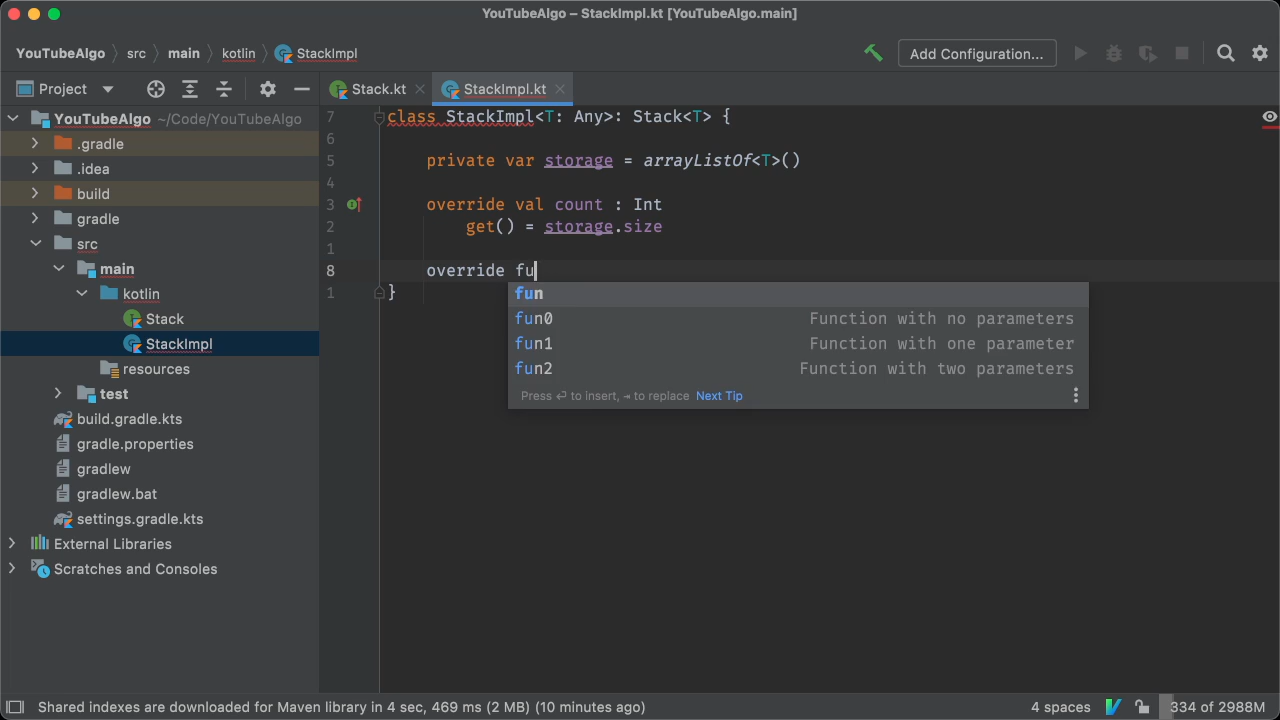 YouTubeAlgo – StackImpl.kt [YouTubeAlgo.main]
YouTubeAlgo src main kotlin StackImpl Add Configuration...
Project Stack.kt StackImpl.kt
YouTubeAlgo ~/Code/YouTubeAlgo
.gradle
.idea
build
gradle
src
main
kotlin
Stack
StackImpl
resources
test
build.gradle.kts
gradle.properties
gradlew
gradlew.bat
settings.gradle.kts
External Libraries
Scratches and Consoles
7 class StackImpl<T: Any>: Stack<T> {
6
5 private var storage = arrayListOf<T>()
4
3 override val count : Int
2 get() = storage.size
1
8 override fu
1 }
fun
fun0 Function with no parameters
fun1 Function with one parameter
fun2 Function with two parameters
Press ⏎ to insert, ⇥ to replace Next Tip
Shared indexes are downloaded for Maven library in 4 sec, 469 ms (2 MB) (10 minutes ago) 4 spaces 334 of 2988M